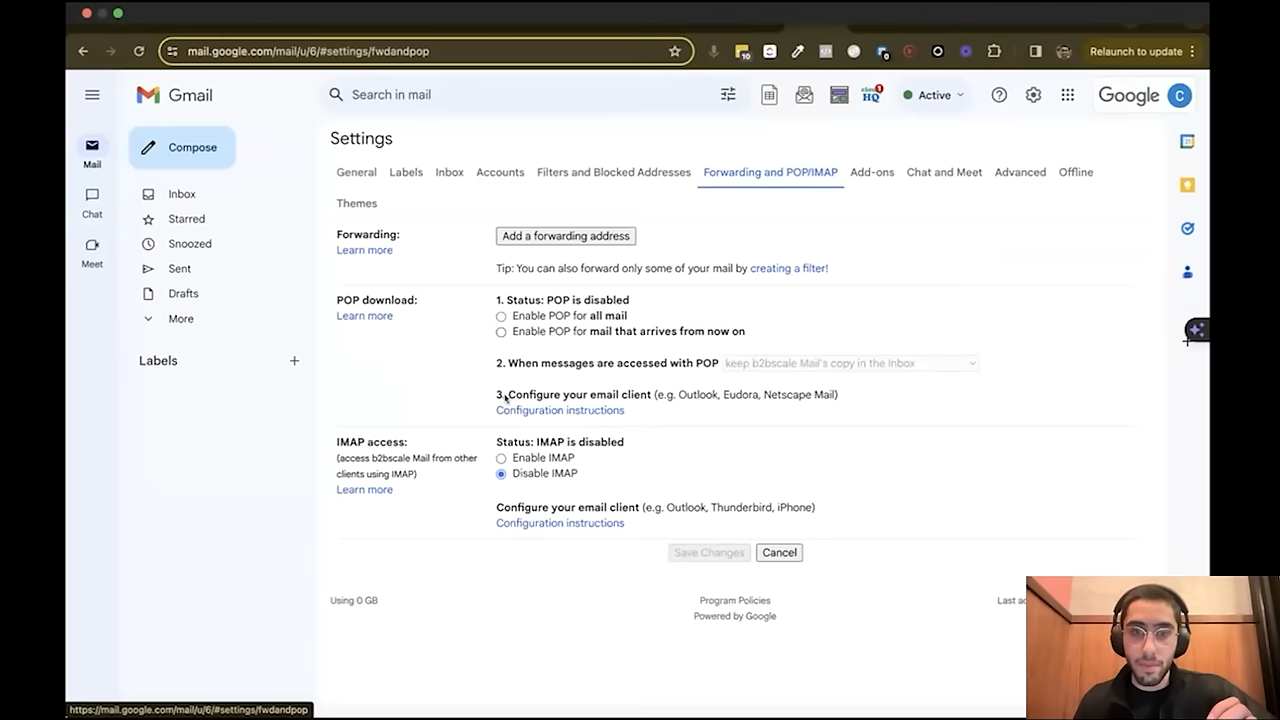 mail.google.com/mail/u/6/#settings/fwdandpop
10
0
Relaunch to update
Gmail
Search in mail
HQ
Active
Google
C
Mail
Chat
Meet
Compose
Inbox
Starred
Snoozed
Sent
Drafts
More
Labels
Settings
General Labels Inbox Accounts Filters and Blocked Addresses Forwarding and POP/IMAP Add-ons Chat and Meet Advanced Offline
Themes
Forwarding:
Learn more
Add a forwarding address
Tip: You can also forward only some of your mail by creating a filter!
POP download:
Learn more
1. Status: POP is disabled
Enable POP for all mail
Enable POP for mail that arrives from now on
2. When messages are accessed with POP keep b2bscale Mail's copy in the Inbox
3. Configure your email client (e.g. Outlook, Eudora, Netscape Mail)
Configuration instructions
IMAP access:
(access b2bscale Mail from other
clients using IMAP)
Learn more
Status: IMAP is disabled
Enable IMAP
Disable IMAP
Configure your email client (e.g. Outlook, Thunderbird, iPhone)
Configuration instructions
Save Changes Cancel
Using 0 GB
Program Policies
Powered by Google
Last
https://mail.google.com/mail/u/6/#settings/fwdandpop